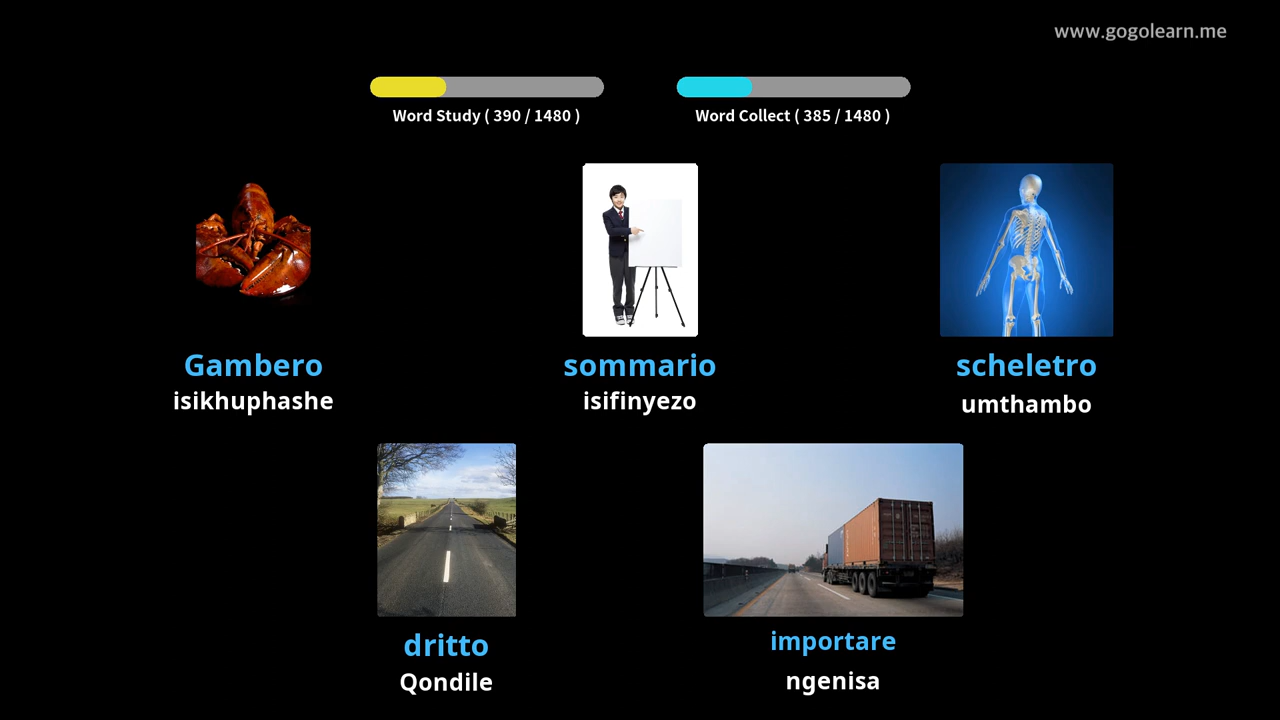 www.gogolearn.me
Word Study ( 390 / 1480 )
Word Collect ( 385 / 1480 )
Gambero
isikhuphashe
sommario
isifinyezo
scheletro
umthambo
dritto
Qondile
importare
ngenisa